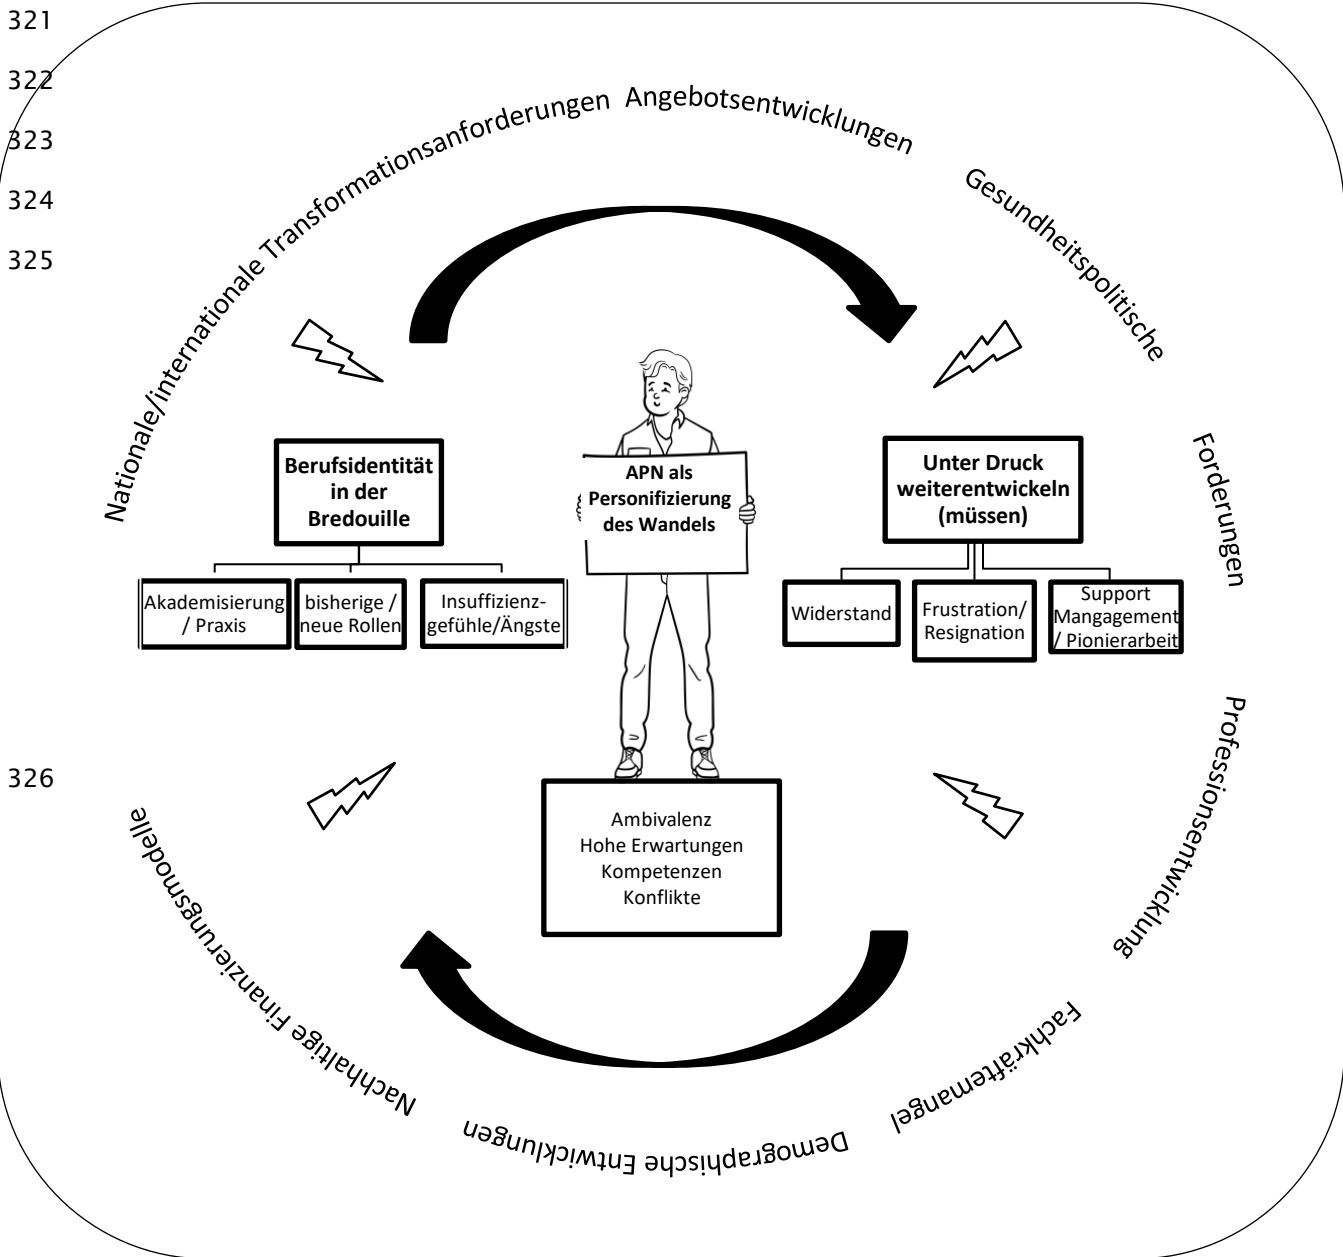 321
322
323
324
325
Nationale/internationale Transformationsanforderungen
Angebotsentwicklungen
Gesundheitspolitische
Forderungen
Professionsentwicklung
Fachkräftemangel
Demographische Entwicklungen
Nachhaltige Finanzierungsmodelle
Berufsidentität
in der
Bredouille
Akademisierung
/ Praxis
bisherige /
neue Rollen
Insuffizienz-
gefühle/Ängste
APN als
Personifizierung
des Wandels
Unter Druck
weiterentwickeln
(müssen)
Widerstand
Frustration/
Resignation
Support
Mangagement
/ Pionierarbeit
326
Ambivalenz
Hohe Erwartungen
Kompetenzen
Konflikte